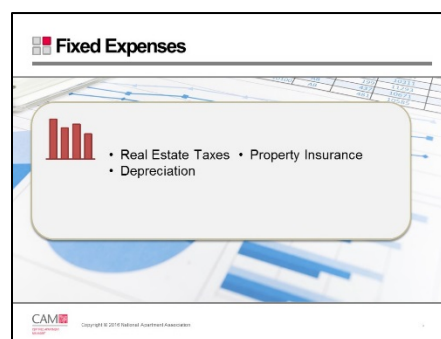 Fixed Expenses
• Real Estate Taxes • Property Insurance
• Depreciation
CAM
Copyright © 2016 National Apartment Association